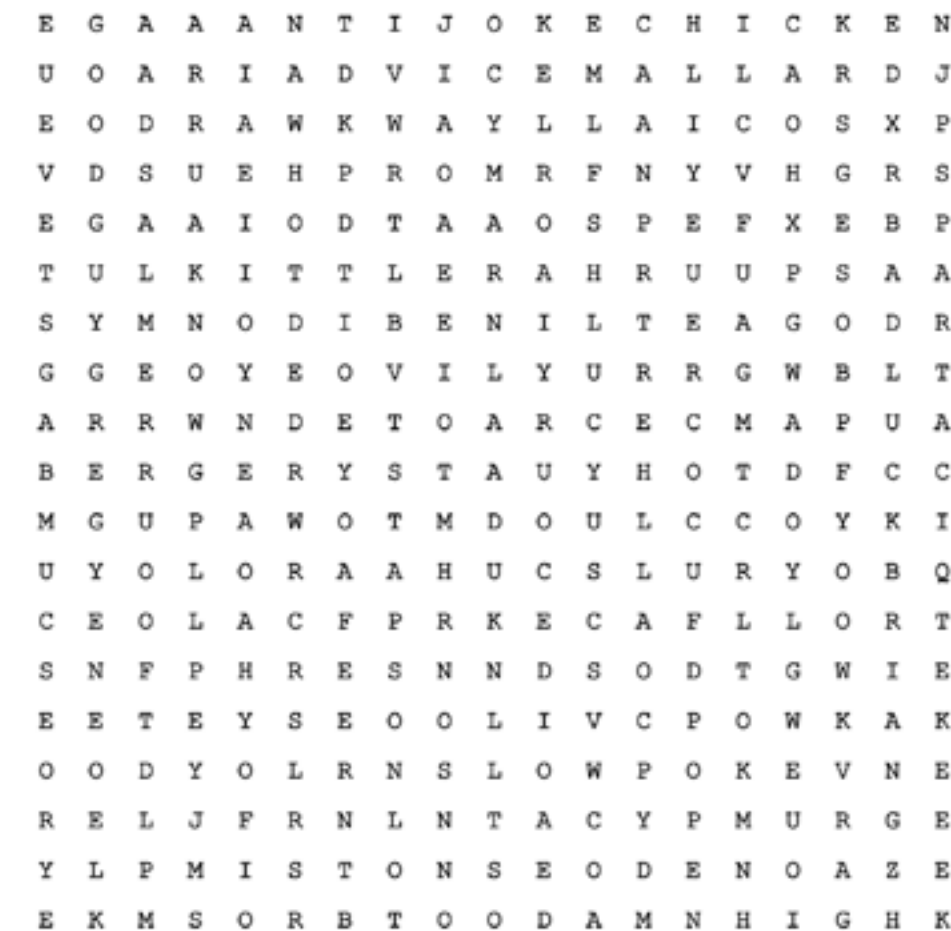 E G A A A N T I J O K E C H I C K E N
U O A R I A D V I C E M A L L A R D J
E O D R A W K W A Y L L A I C O S X P
V D S U E H P R O M R F N Y V H G R S
E G A A I O D T A A O S P E F X E B P
T U L K I T T L E R A H R U U P S A A
S Y M N O D I B E N I L T E A G O D R
G G E O Y E O V I L Y U R R G W B L T
A R R W N D E T O A R C E C M A P U A
B E R G E R Y S T A U Y H O T D F C C
M G U P A W O T M D O U L C C O Y K I
U Y O L O R A A H U C S L U R Y O B Q
C E O L A C F P R K E C A F L L O R T
S N F P H R E S N N D S O D T G W I E
E E T E Y S E O O L I V C P O W K A K
O O D Y O L R N S L O W P O K E V N E
R E L J F R N L N T A C Y P M U R G E
Y L P M I S T O N S E O D E N O A Z E
E K M S O R B T O O D A M N H I G H K